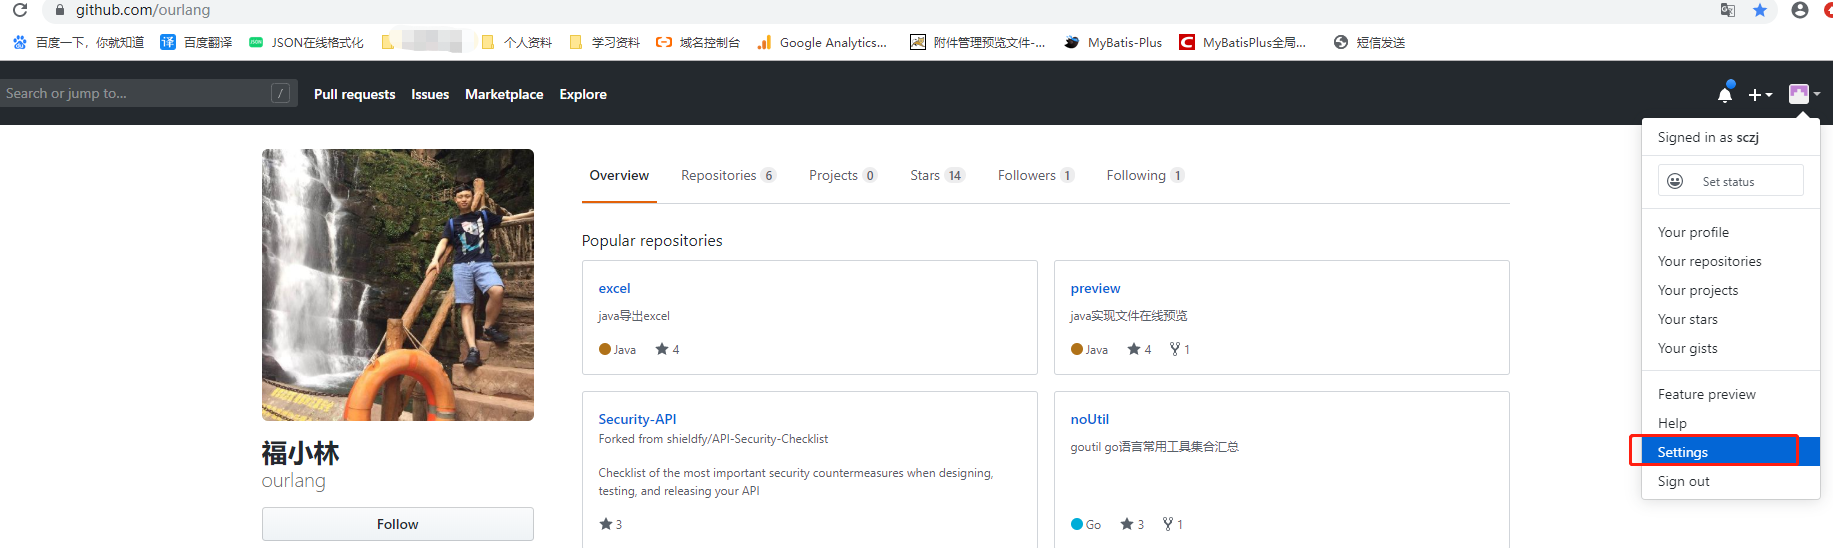 github.com/ourlang
百度一下，你就知道 译 百度翻译 JSON在线格式化 个人资料 学习资料 域名控制台 Google Analytics... 附件管理预览文件-... MyBatis-Plus MyBatisPlus全局... 短信发送
Search or jump to... / Pull requests Issues Marketplace Explore
Signed in as sczj
Set status
Your profile
Your repositories
Your projects
Your stars
Your gists
Feature preview
Help
Settings
Sign out
Overview Repositories 6 Projects 0 Stars 14 Followers 1 Following 1
Popular repositories
excel
java导出excel
Java 4
preview
java实现文件在线预览
Java 4 1
Security-API
Forked from shieldfy/API-Security-Checklist
Checklist of the most important security countermeasures when designing,
testing, and releasing your API
3
noUtil
goutil go语言常用工具集合汇总
Go 3 1
福小林
ourlang
Follow